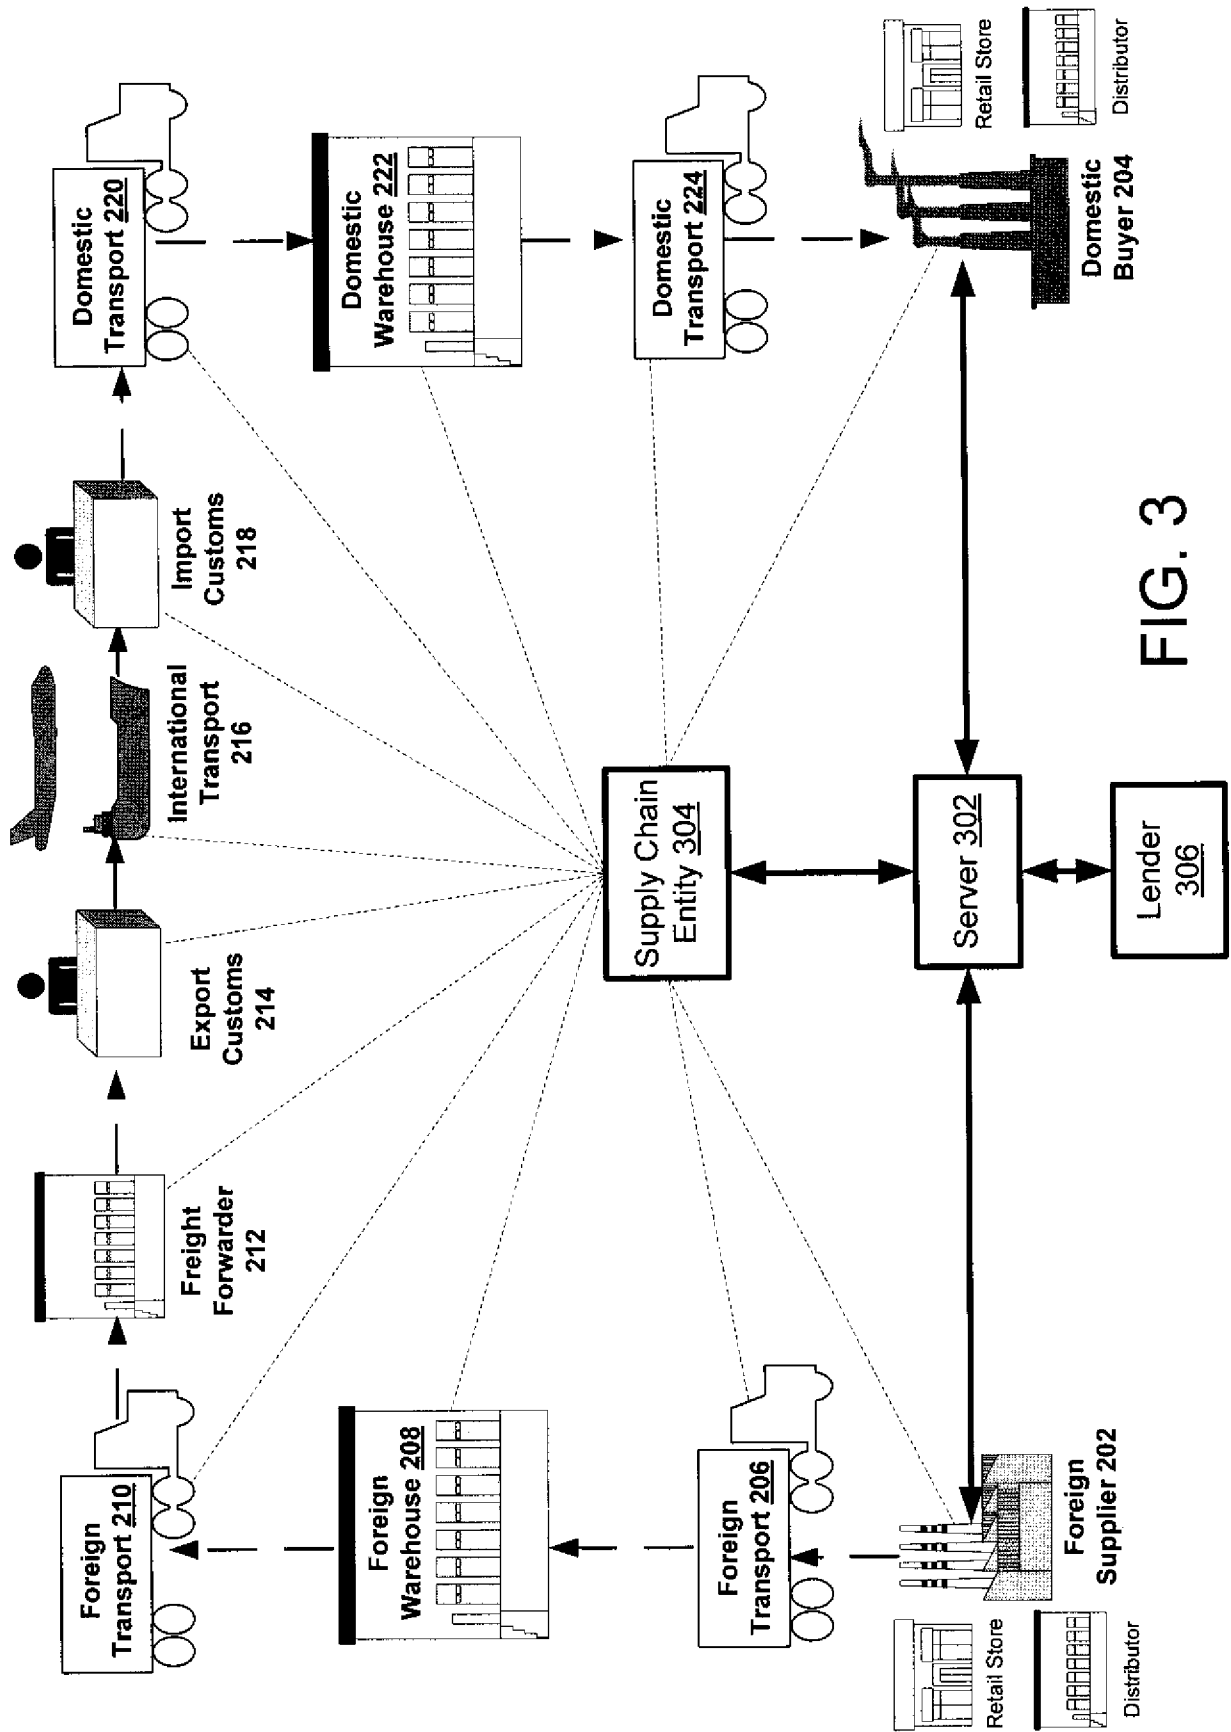 Foreign
Transport 210
Freight
Forwarder
212
Export
Customs
214
International
Transport
216
Import
Customs
218
Domestic
Transport 220
Foreign
Warehouse 208
Domestic
Warehouse 222
Foreign
Transport 206
Supply Chain
Entity 304
Domestic
Transport 224
Retail Store
Distributor
Foreign
Supplier 202
Server 302
Lender
306
Domestic
Buyer 204
Retail Store
Distributor
FIG. 3